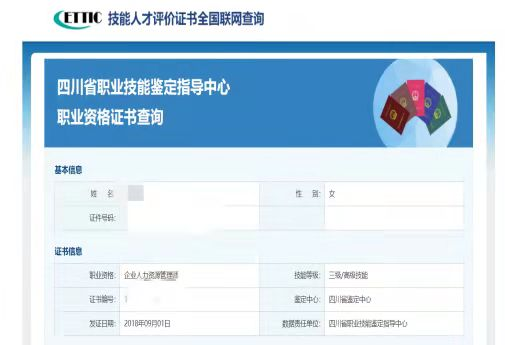 CETTIC 技能人才评价证书全国联网查询
四川省职业技能鉴定指导中心
职业资格证书查询
基本信息
姓 名
性 别: 女
证件号码:
证书信息
职业资格: 企业人力资源管理师
技能等级: 三级/高级技能
证书编号: 1
鉴定中心: 四川省鉴定中心
发证日期: 2018年09月01日
数据责任单位: 四川省职业技能鉴定指导中心